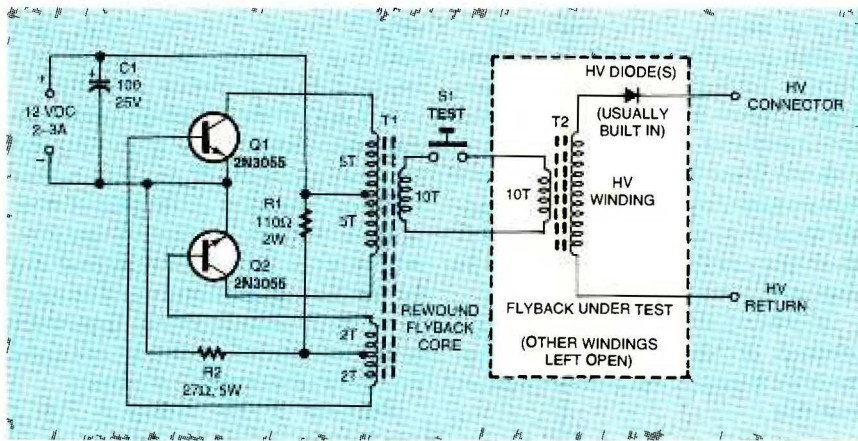 C1
100
25V
+
+
12 VDC
2-3A
−
Q1
2N3055
Q2
2N3055
R1
110Ω
2W
R2
27Ω, 5W
5T
5T
2T
2T
T1
10T
REWOUND
FLYBACK
CORE
S1
TEST
10T
T2
HV DIODE(S)
(USUALLY
BUILT IN)
HV
WINDING
FLYBACK UNDER TEST
(OTHER WINDINGS
LEFT OPEN)
HV
CONNECTOR
HV
RETURN